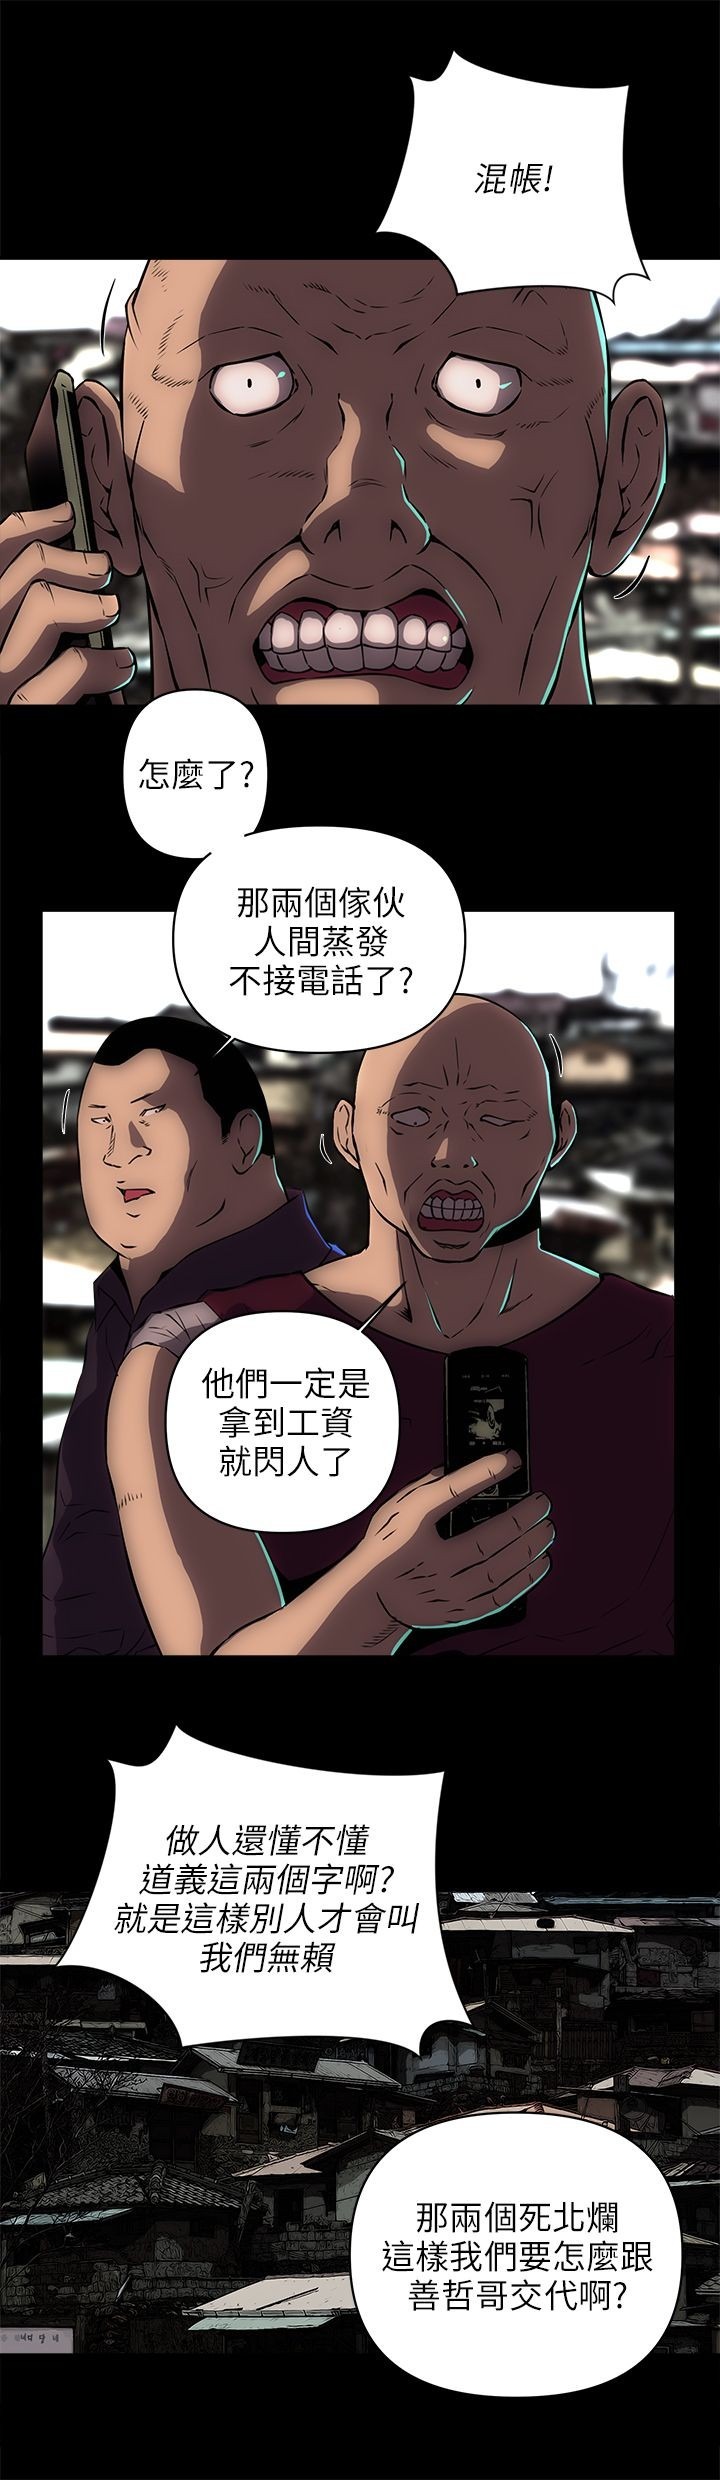 混帳!
怎麼了?
那兩個傢伙
人間蒸發
不接電話了?
他們一定是
拿到工資
就閃人了
做人還懂不懂
道義這兩個字啊?
就是這樣別人才會叫
我們無賴
那兩個死北爛
這樣我們要怎麼跟
善哲哥交代啊?